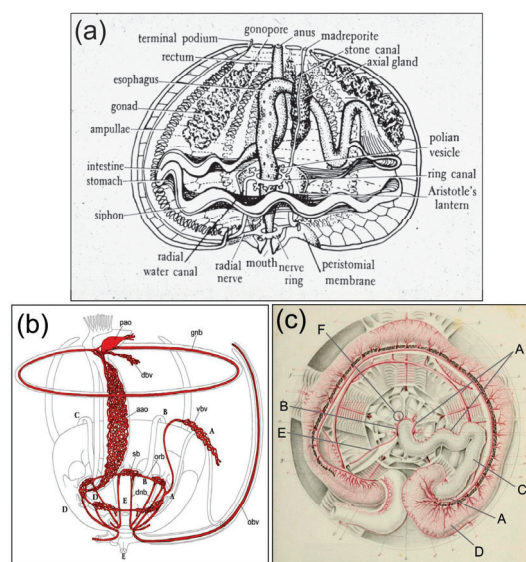 (a)
terminal podium
gonopore
anus
madreporite
rectum
stone canal
axial gland
esophagus
gonad
ampullae
polian
vesicle
intestine
stomach
ring canal
Aristotle's
lantern
siphon
radial
water canal
radial
nerve
mouth
nerve
ring
peristomial
membrane
(b)
pao
gnb
dbv
aao
vbv
C
B
A
sb
orb
B
dnb
D
D
E
A
obv
E
(c)
F
A
B
E
C
A
D